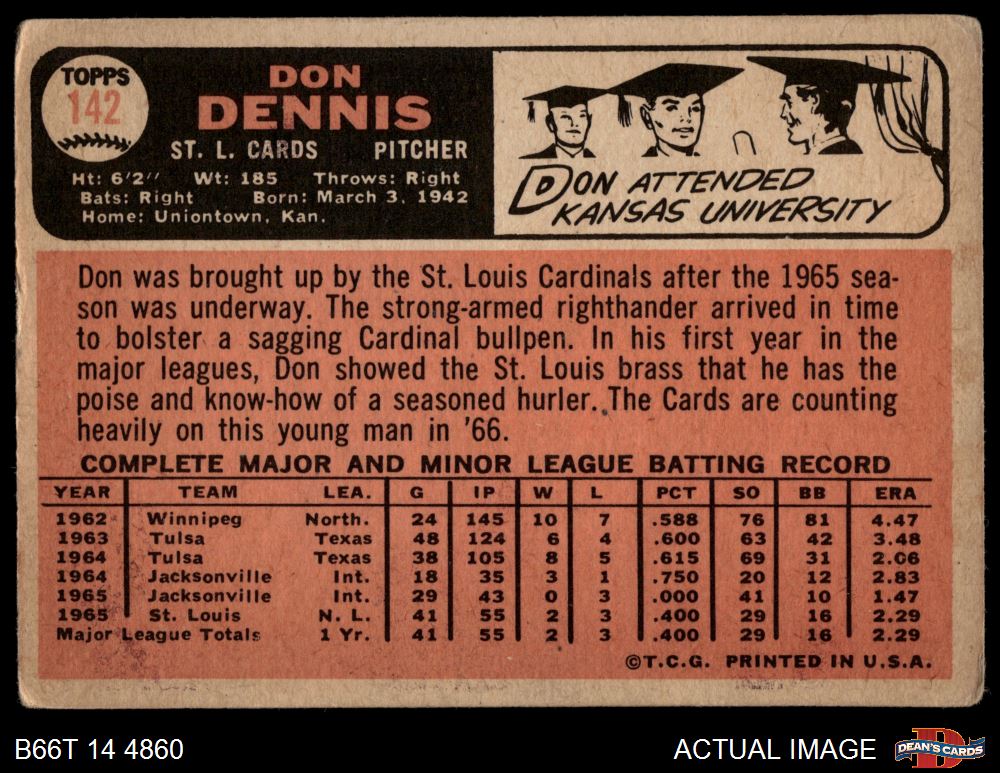 TOPPS
142
DON
DENNIS
ST. L. CARDS PITCHER
Ht: 6'2" Wt: 185 Throws: Right
Bats: Right Born: March 3, 1942
Home: Uniontown, Kan.
DON ATTENDED
KANSAS UNIVERSITY
Don was brought up by the St. Louis Cardinals after the 1965 sea-
son was underway. The strong-armed righthander arrived in time
to bolster a sagging Cardinal bullpen. In his first year in the
major leagues, Don showed the St. Louis brass that he has the
poise and know-how of a seasoned hurler. The Cards are counting
heavily on this young man in '66.
COMPLETE MAJOR AND MINOR LEAGUE BATTING RECORD
YEAR TEAM LEA. G IP W L PCT SO BB ERA
1962 Winnipeg North. 24 145 10 7 .588 76 81 4.47
1963 Tulsa Texas 48 124 6 4 .600 63 42 3.48
1964 Tulsa Texas 38 105 8 5 .615 69 31 2.06
1964 Jacksonville Int. 18 35 3 1 .750 20 12 2.83
1965 Jacksonville Int. 29 43 0 3 .000 41 10 1.47
1965 St. Louis N. L. 41 55 2 3 .400 29 16 2.29
Major League Totals 1 Yr. 41 55 2 3 .400 29 16 2.29
©T.C.G. PRINTED IN U.S.A.
B66T 14 4860
ACTUAL IMAGE
DEAN'S CARDS